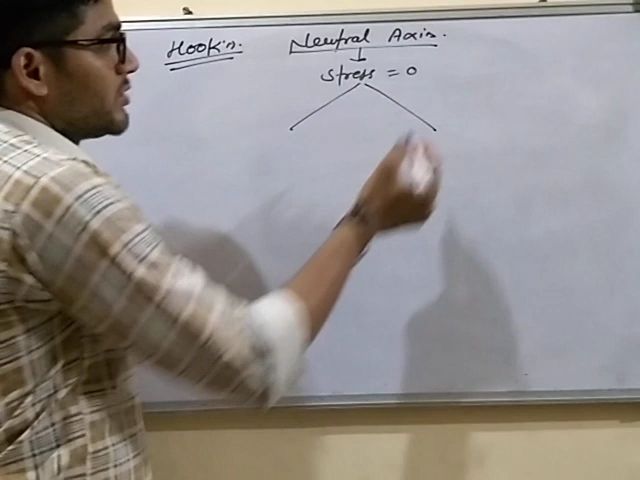 Hook's.
Neutral Axis.
Stress = 0